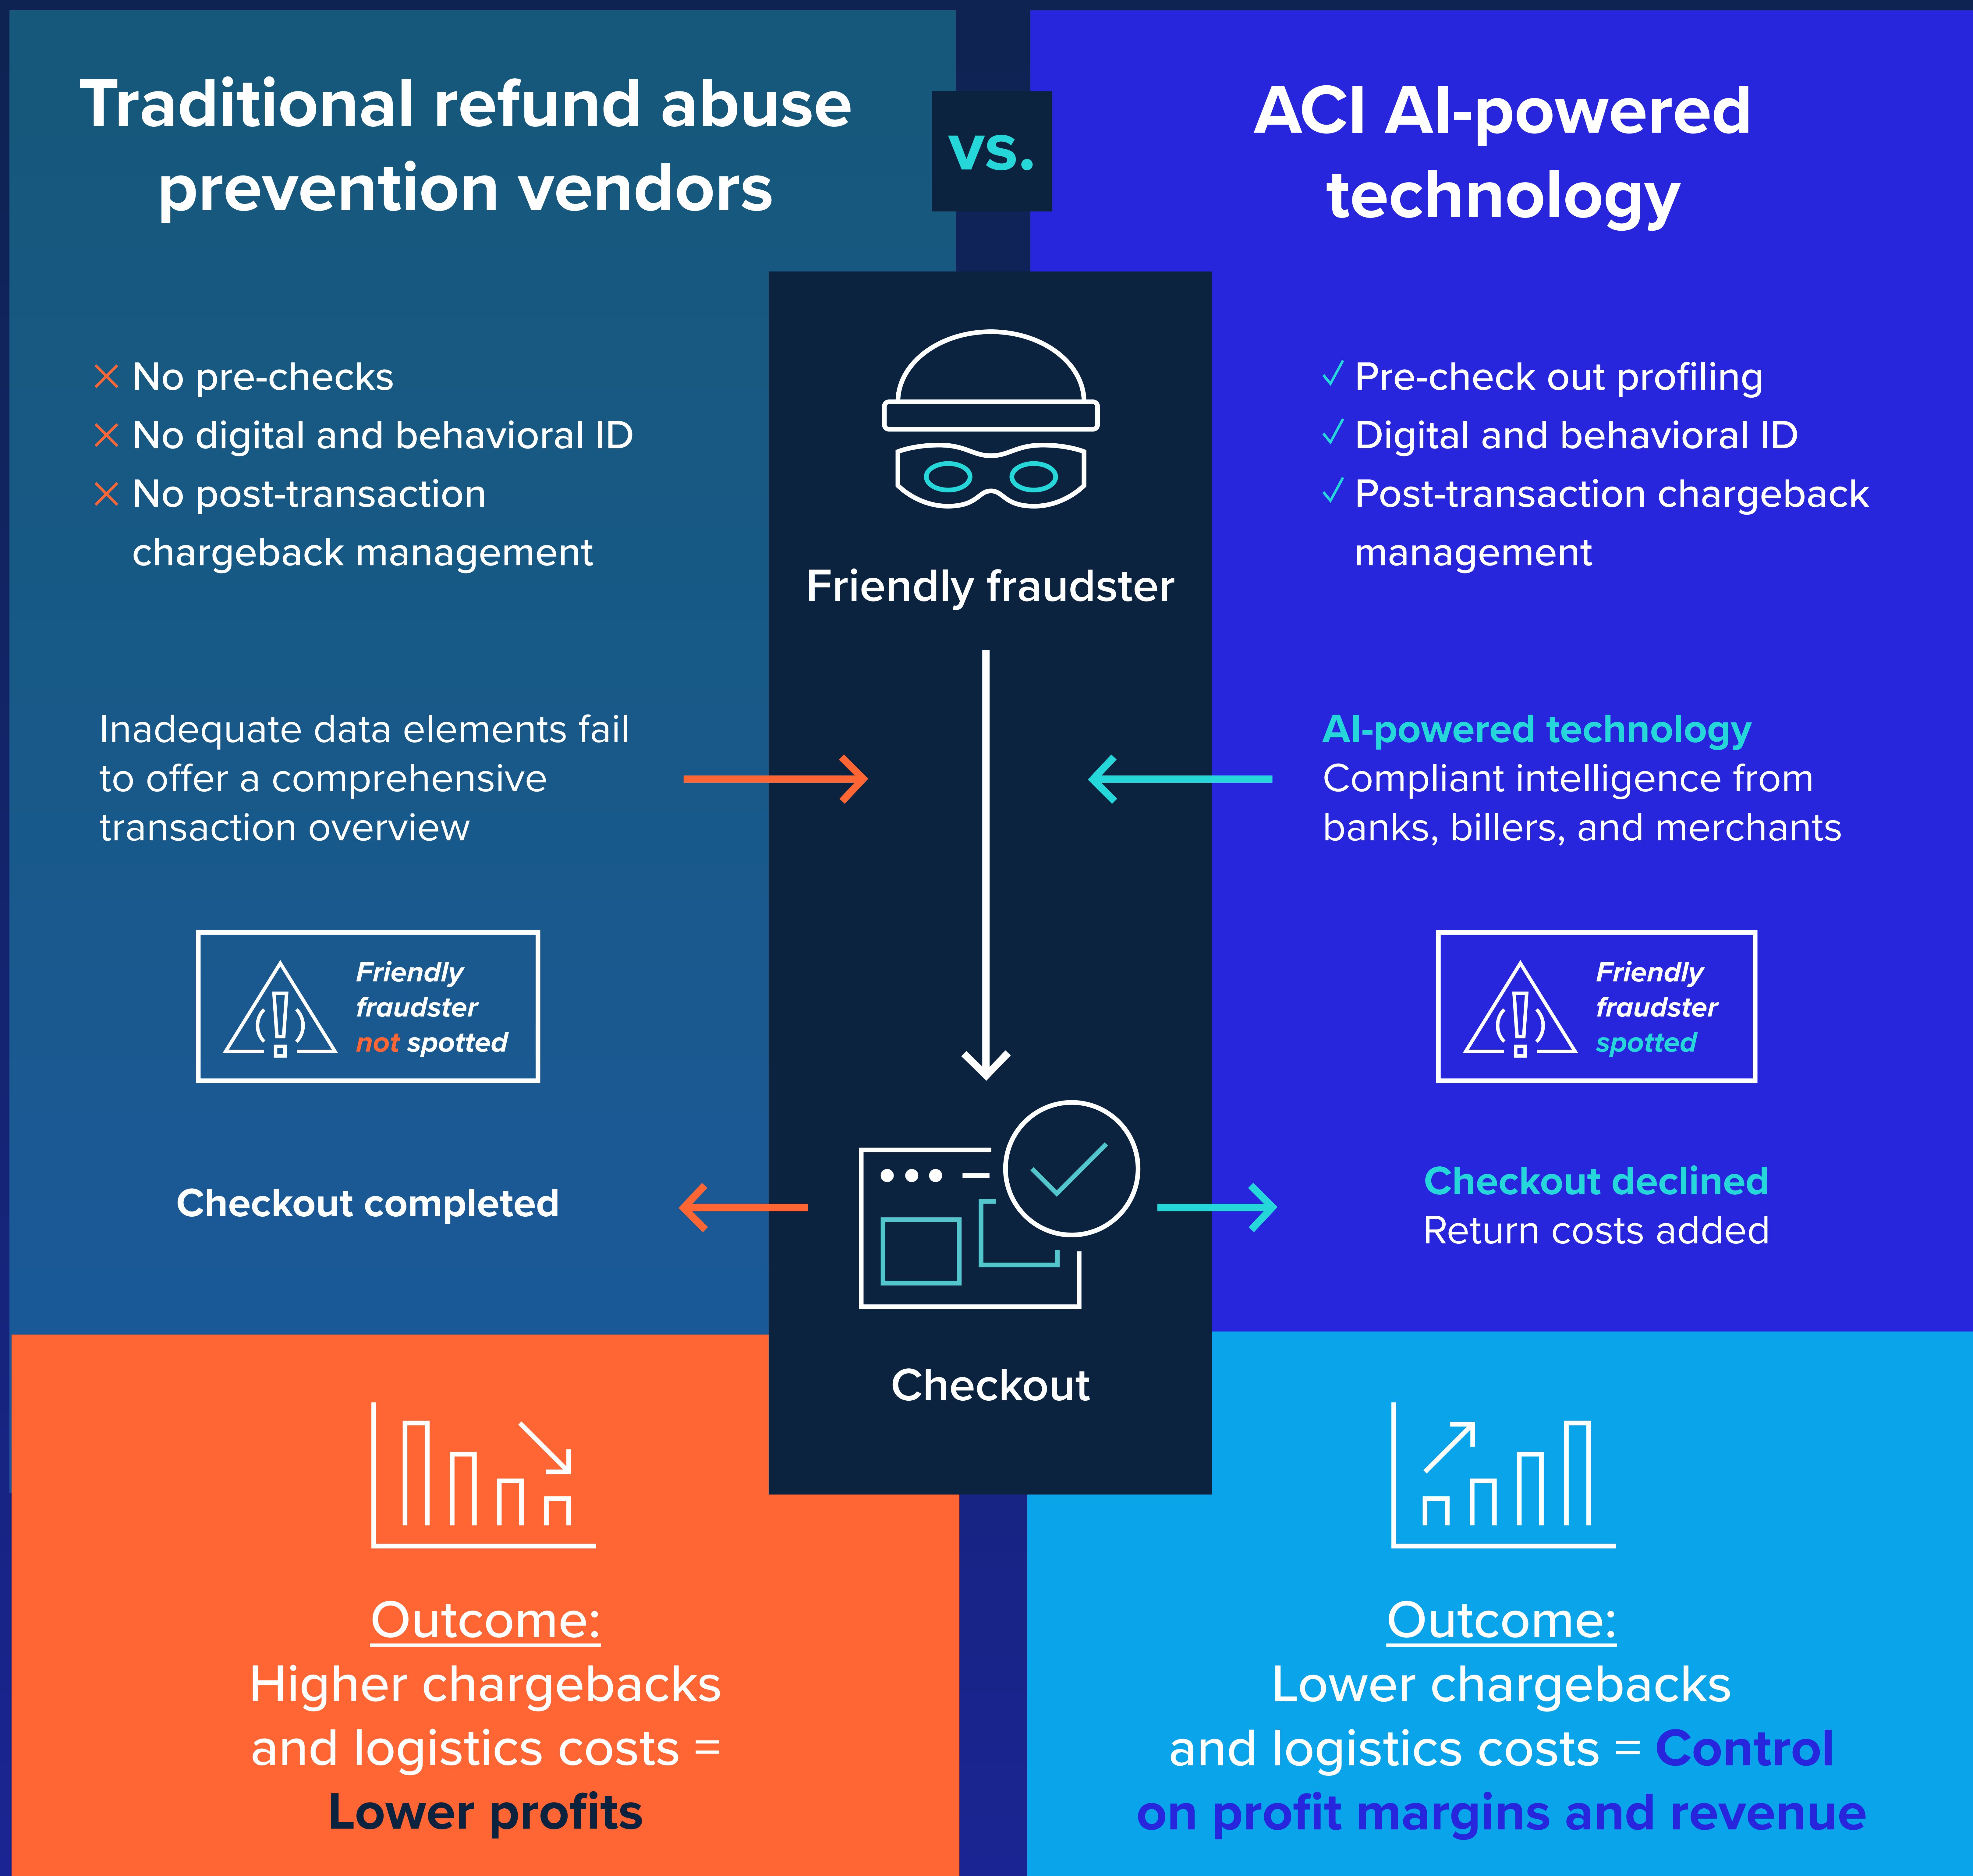 Traditional refund abuse
prevention vendors
vs.
ACI AI-powered
technology
No pre-checks
No digital and behavioral ID
No post-transaction
chargeback management
Friendly fraudster
Pre-check out profiling
Digital and behavioral ID
Post-transaction chargeback
management
Inadequate data elements fail
to offer a comprehensive
transaction overview
AI-powered technology
Compliant intelligence from
banks, billers, and merchants
Friendly
fraudster
not spotted
Friendly
fraudster
spotted
Checkout completed
Checkout declined
Return costs added
Checkout
Outcome:
Higher chargebacks
and logistics costs =
Lower profits
Outcome:
Lower chargebacks
and logistics costs = Control
on profit margins and revenue